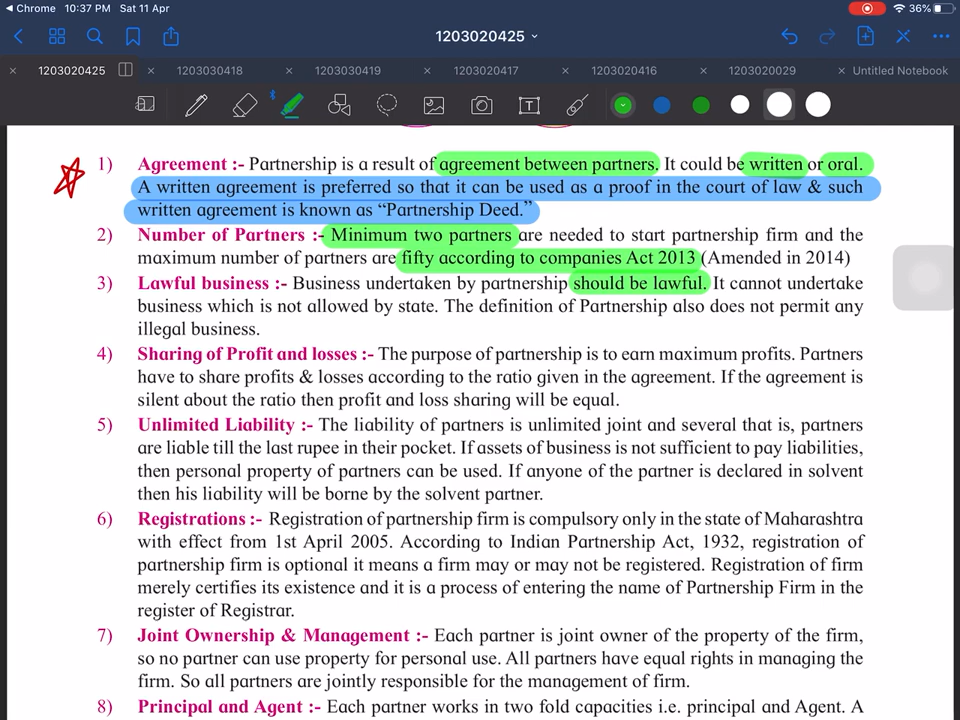 Chrome 10:37 PM Sat 11 Apr 36%
1203020425
1203020425 1203030418 1203030419 1203020417 1203020416 1203020029 Untitled Notebook
T
1) Agreement :- Partnership is a result of agreement between partners. It could be written or oral.
A written agreement is preferred so that it can be used as a proof in the court of law & such
written agreement is known as “Partnership Deed.”
2) Number of Partners :- Minimum two partners are needed to start partnership firm and the
maximum number of partners are fifty according to companies Act 2013 (Amended in 2014)
3) Lawful business :- Business undertaken by partnership should be lawful. It cannot undertake
business which is not allowed by state. The definition of Partnership also does not permit any
illegal business.
4) Sharing of Profit and losses :- The purpose of partnership is to earn maximum profits. Partners
have to share profits & losses according to the ratio given in the agreement. If the agreement is
silent about the ratio then profit and loss sharing will be equal.
5) Unlimited Liability :- The liability of partners is unlimited joint and several that is, partners
are liable till the last rupee in their pocket. If assets of business is not sufficient to pay liabilities,
then personal property of partners can be used. If anyone of the partner is declared in solvent
then his liability will be borne by the solvent partner.
6) Registrations :- Registration of partnership firm is compulsory only in the state of Maharashtra
with effect from 1st April 2005. According to Indian Partnership Act, 1932, registration of
partnership firm is optional it means a firm may or may not be registered. Registration of firm
merely certifies its existence and it is a process of entering the name of Partnership Firm in the
register of Registrar.
7) Joint Ownership & Management :- Each partner is joint owner of the property of the firm,
so no partner can use property for personal use. All partners have equal rights in managing the
firm. So all partners are jointly responsible for the management of firm.
8) Principal and Agent :- Each partner works in two fold capacities i.e. principal and Agent. A